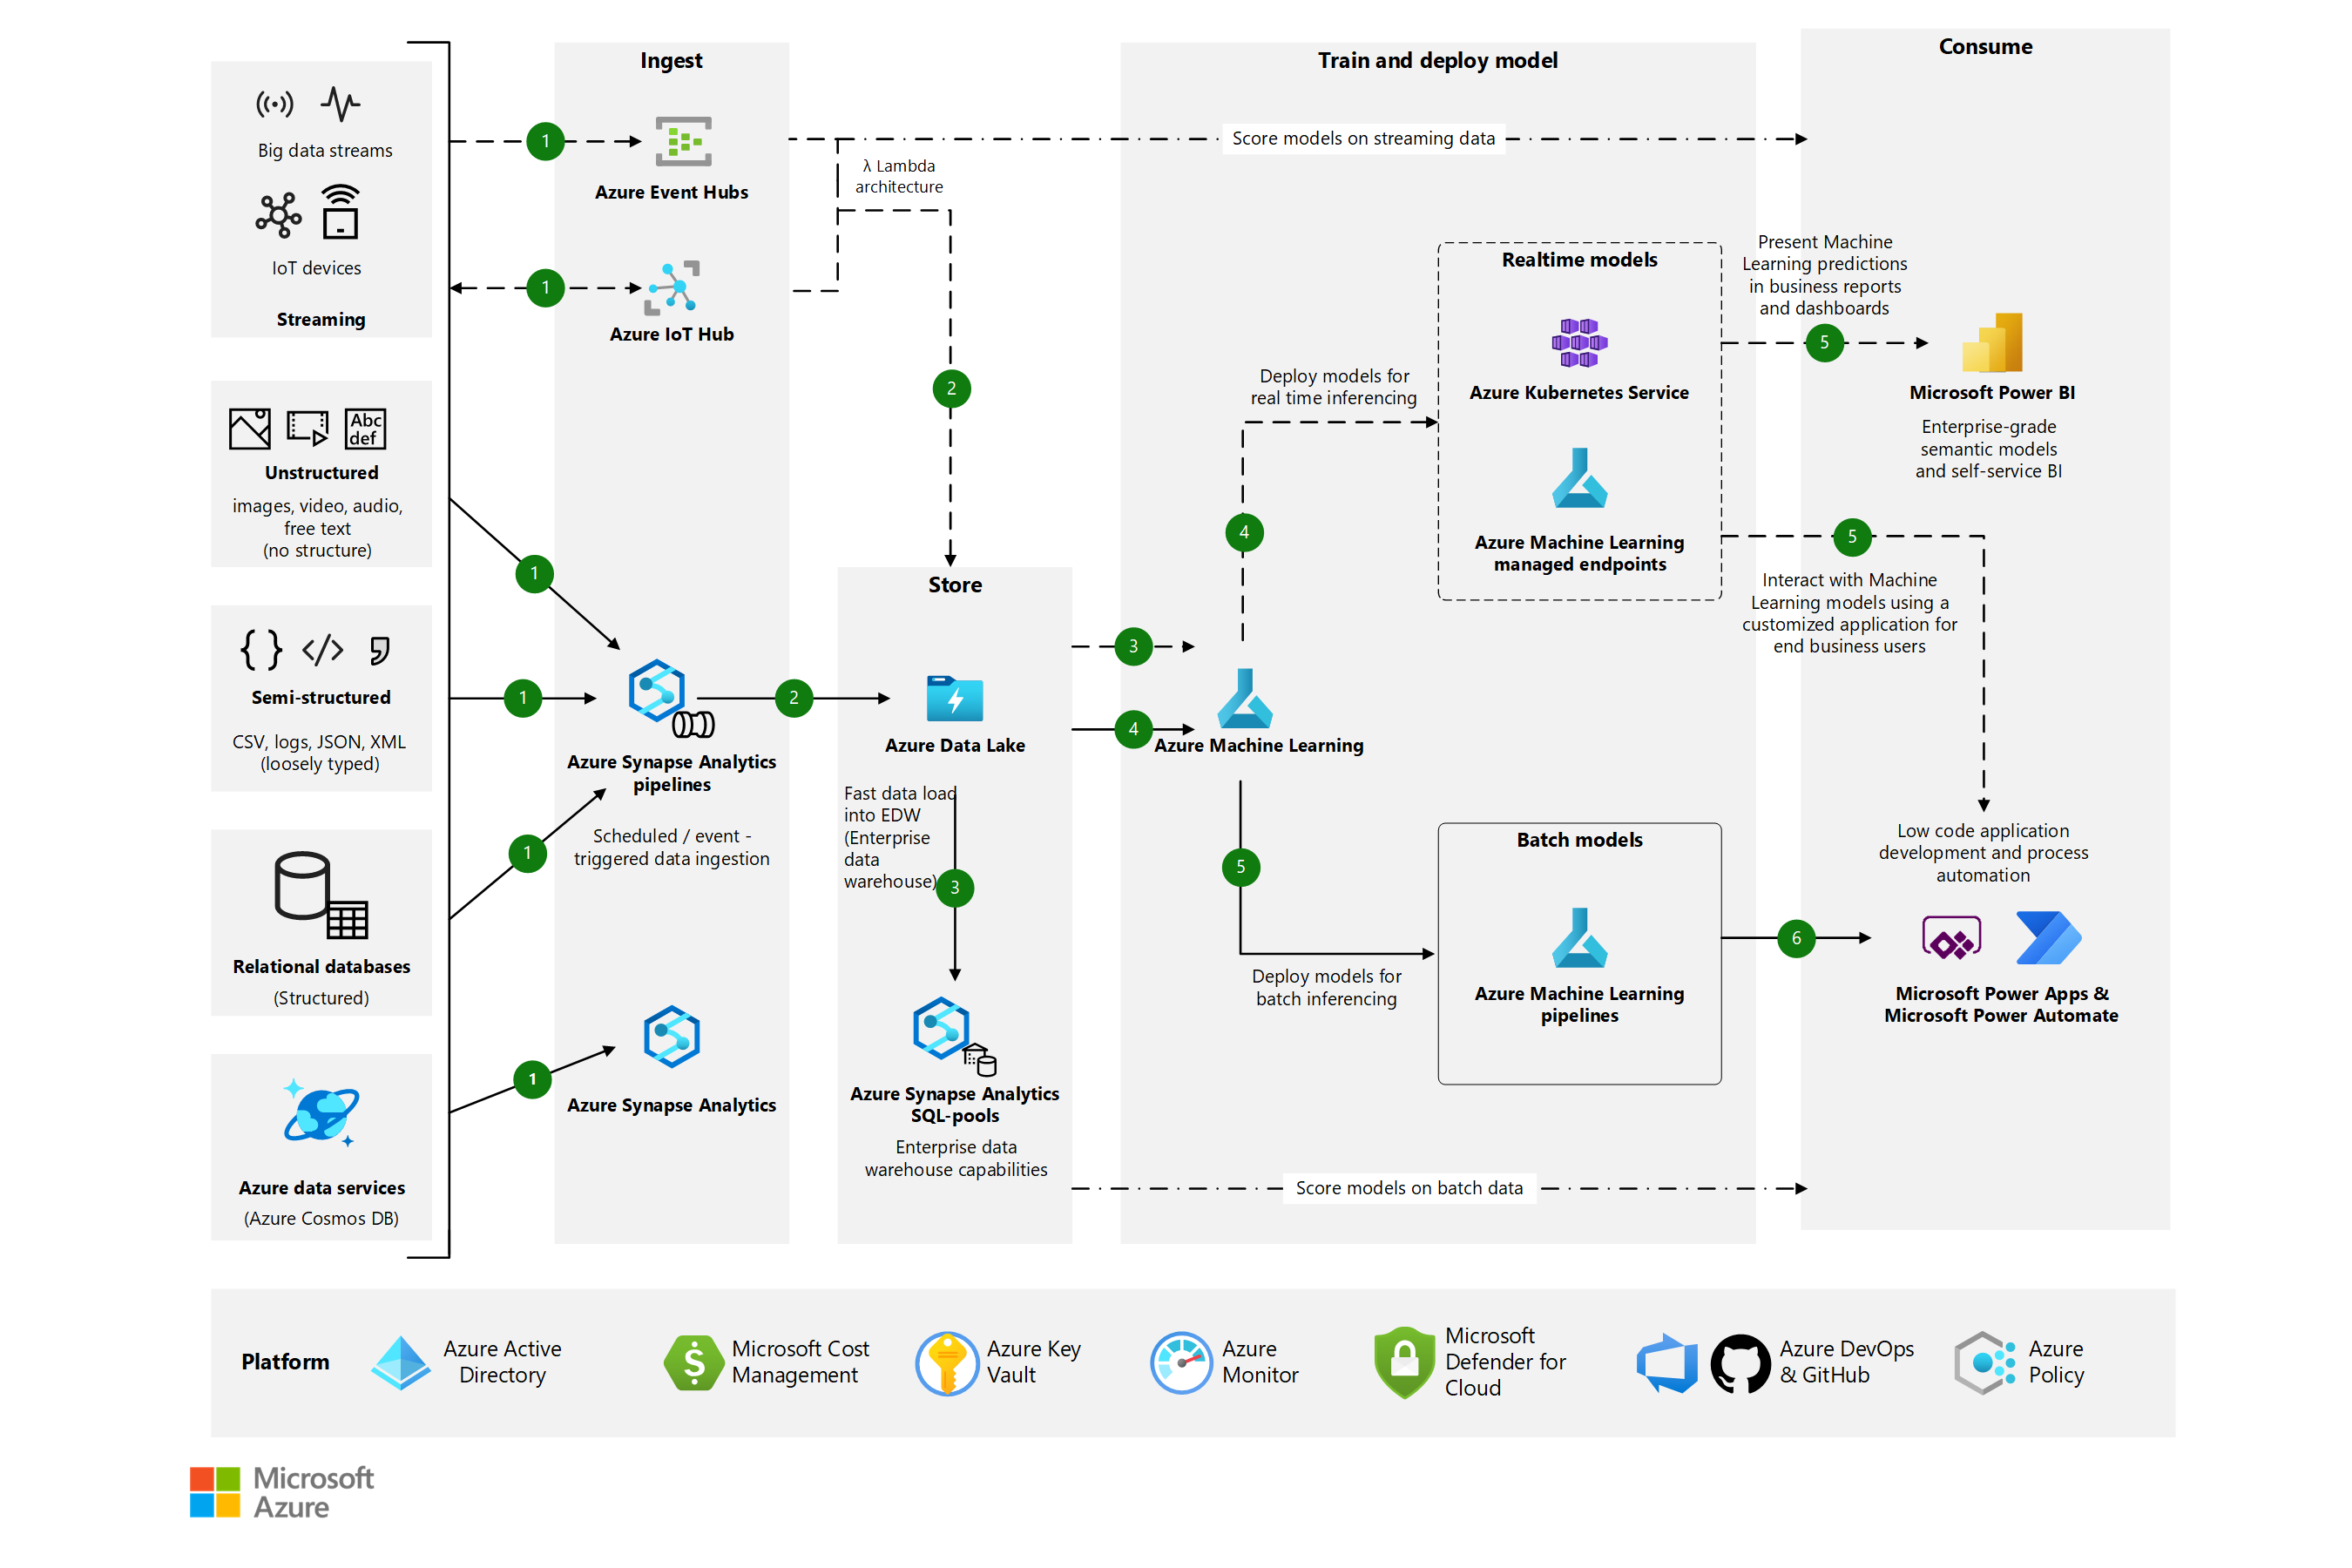 Ingest
Train and deploy model
Consume
Big data streams
IoT devices
Streaming
1
Azure Event Hubs
1
Azure IoT Hub
λ Lambda
architecture
Score models on streaming data
2
Abc
def
Unstructured
images, video, audio,
free text
(no structure)
1
{ } </>
Semi-structured
CSV, logs, JSON, XML
(loosely typed)
1
Azure Synapse Analytics
pipelines
Scheduled / event -
triggered data ingestion
2
Relational databases
(Structured)
1
Azure data services
(Azure Cosmos DB)
1
Azure Synapse Analytics
Store
Azure Data Lake
Fast data load
into EDW
(Enterprise
data
warehouse)
3
Azure Synapse Analytics
SQL-pools
Enterprise data
warehouse capabilities
3
4
Azure Machine Learning
4
Deploy models for
real time inferencing
Realtime models
Azure Kubernetes Service
Azure Machine Learning
managed endpoints
5
Deploy models for
batch inferencing
Batch models
Azure Machine Learning
pipelines
Score models on batch data
Present Machine
Learning predictions
in business reports
and dashboards
5
Microsoft Power BI
Enterprise-grade
semantic models
and self-service BI
5
Interact with Machine
Learning models using a
customized application for
end business users
Low code application
development and process
automation
6
Microsoft Power Apps &
Microsoft Power Automate
Platform
Azure Active
Directory
$
Microsoft Cost
Management
Azure Key
Vault
Azure
Monitor
Microsoft
Defender for
Cloud
Azure DevOps
& GitHub
Azure
Policy
Microsoft
Azure